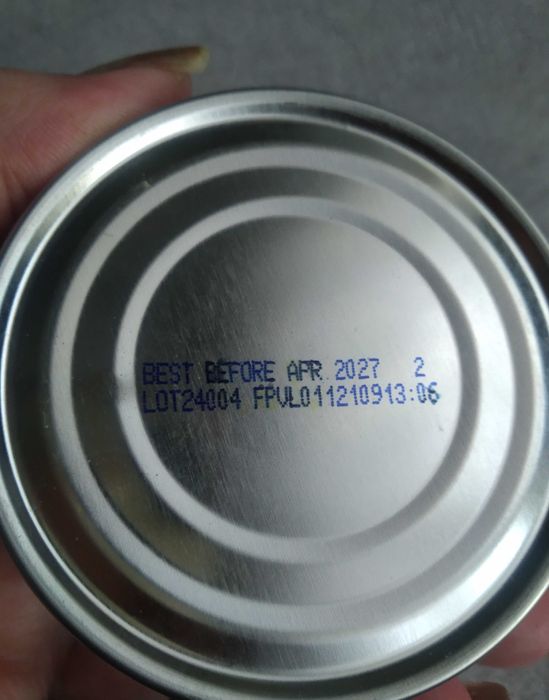 BEST BEFORE APR 2027 2
LOT24004 FPVL011210913:06